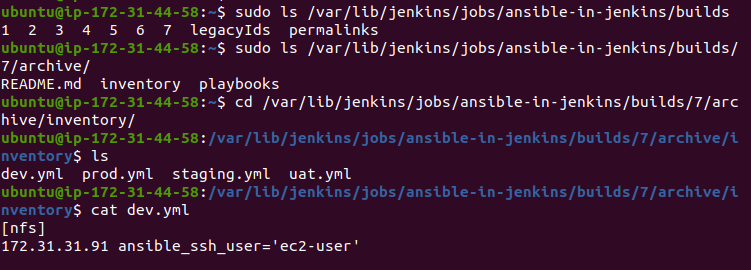 ubuntu@ip-172-31-44-58:~$ sudo ls /var/lib/jenkins/jobs/ansible-in-jenkins/builds
1  2  3  4  5  6  7  legacyIds  permalinks
ubuntu@ip-172-31-44-58:~$ sudo ls /var/lib/jenkins/jobs/ansible-in-jenkins/builds/
7/archive/
README.md  inventory  playbooks
ubuntu@ip-172-31-44-58:~$ cd /var/lib/jenkins/jobs/ansible-in-jenkins/builds/7/arc
hive/inventory/
ubuntu@ip-172-31-44-58:/var/lib/jenkins/jobs/ansible-in-jenkins/builds/7/archive/i
nventory$ ls
dev.yml  prod.yml  staging.yml  uat.yml
ubuntu@ip-172-31-44-58:/var/lib/jenkins/jobs/ansible-in-jenkins/builds/7/archive/i
nventory$ cat dev.yml
[nfs]
172.31.31.91 ansible_ssh_user='ec2-user'